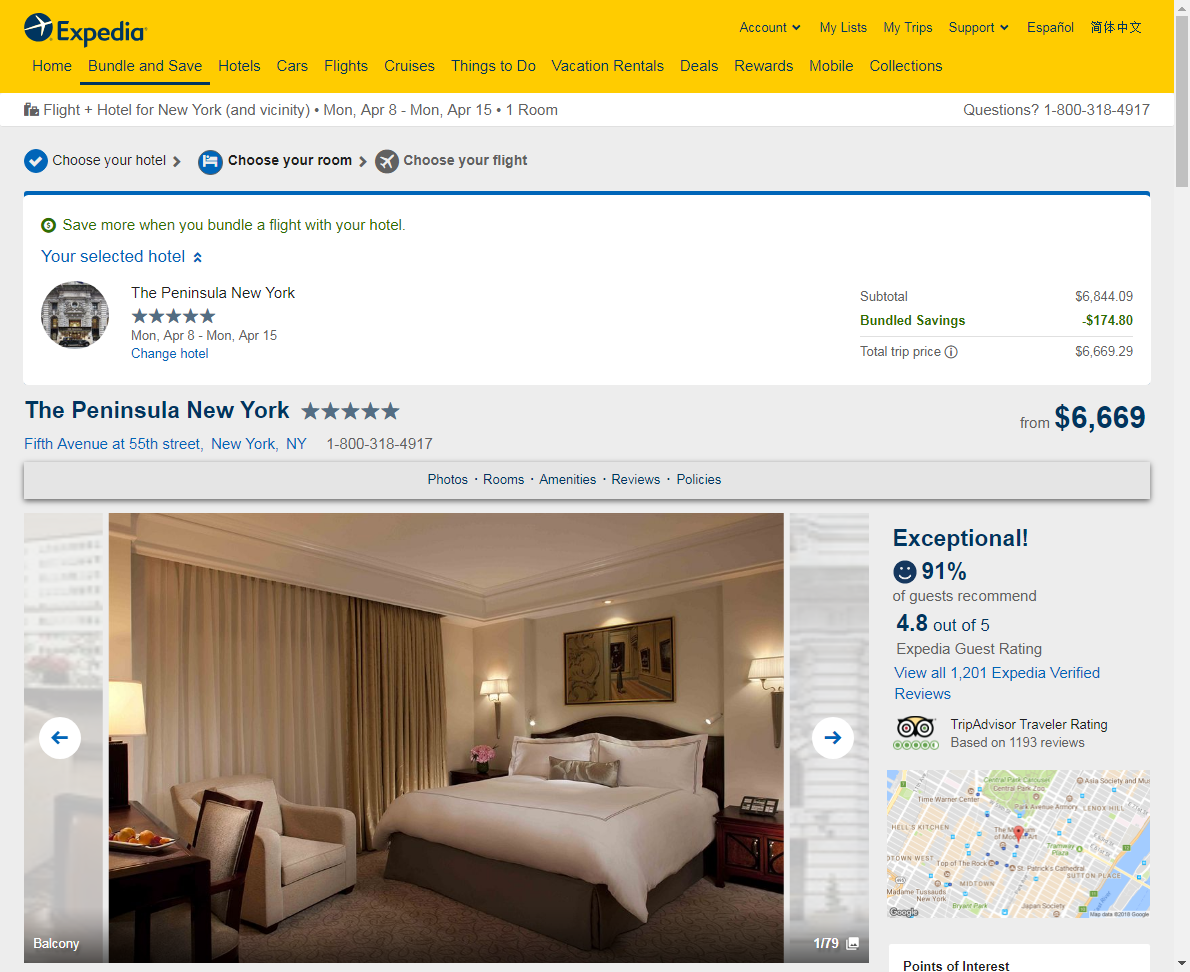 Expedia
Account My Lists My Trips Support Español 简体中文
Home Bundle and Save Hotels Cars Flights Cruises Things to Do Vacation Rentals Deals Rewards Mobile Collections
Flight + Hotel for New York (and vicinity) • Mon, Apr 8 - Mon, Apr 15 • 1 Room
Questions? 1-800-318-4917
Choose your hotel Choose your room Choose your flight
Save more when you bundle a flight with your hotel.
Your selected hotel
The Peninsula New York
Mon, Apr 8 - Mon, Apr 15
Change hotel
Subtotal $6,844.09
Bundled Savings -$174.80
Total trip price $6,669.29
The Peninsula New York
from $6,669
Fifth Avenue at 55th street, New York, NY 1-800-318-4917
Photos · Rooms · Amenities · Reviews · Policies
Balcony
1/79
Exceptional!
91%
of guests recommend
4.8 out of 5
Expedia Guest Rating
View all 1,201 Expedia Verified
Reviews
TripAdvisor Traveler Rating
Based on 1193 reviews
Central Park Carousel
Asia Society and
Central Park Zoo
Time Warner Center
Park Avenue Armory
LENOX HILL
HELL'S KITCHEN
The Museum
of Modern Art
Tramway
Plaza
Top of the Rock
St. Patrick's Cathedral
SUTTON PLACE
MIDTOWN
Madame Tussauds
New York
Bryant Park
Japan Society
Google
Map data ©2018 Google
Points of Interest